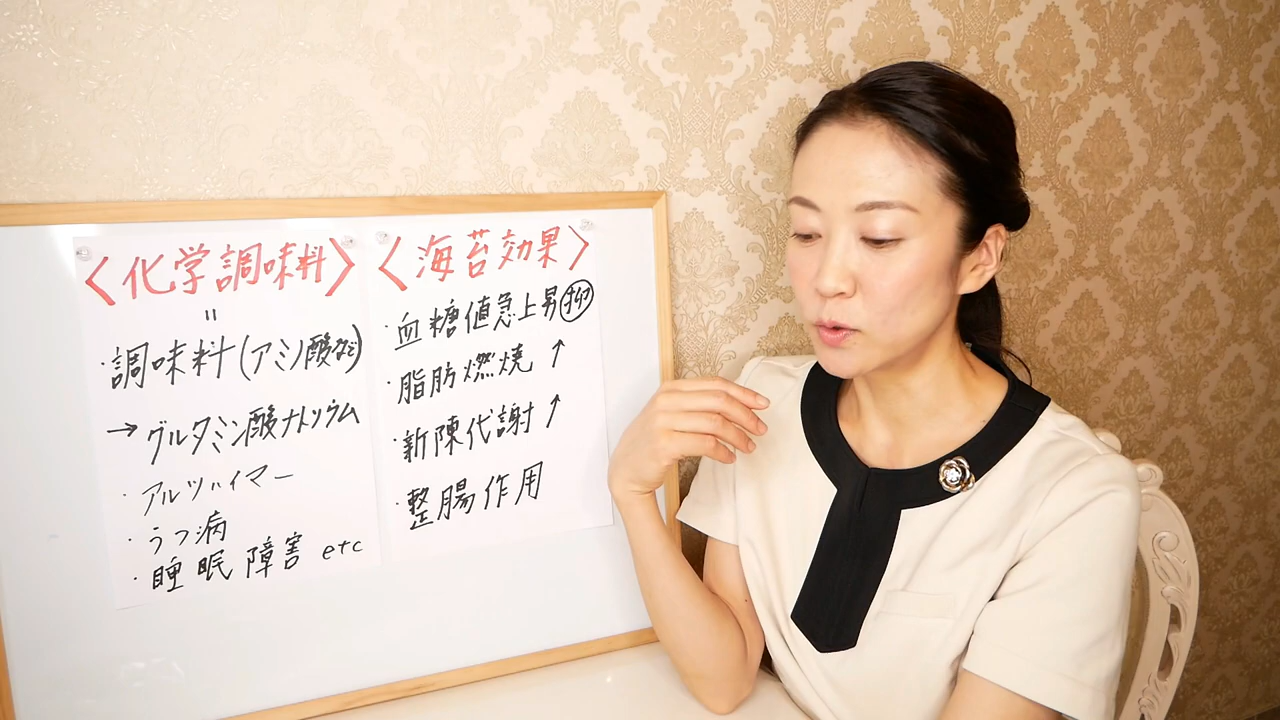 〈化学調味料〉
〃
・調味料(アミノ酸など)
→グルタミン酸ナトリウム
・アルツハイマー
・うつ病
・睡眠障害 etc
〈海苔効果〉
・血糖値急上昇抑
・脂肪燃焼↑
・新陳代謝↑
・整腸作用